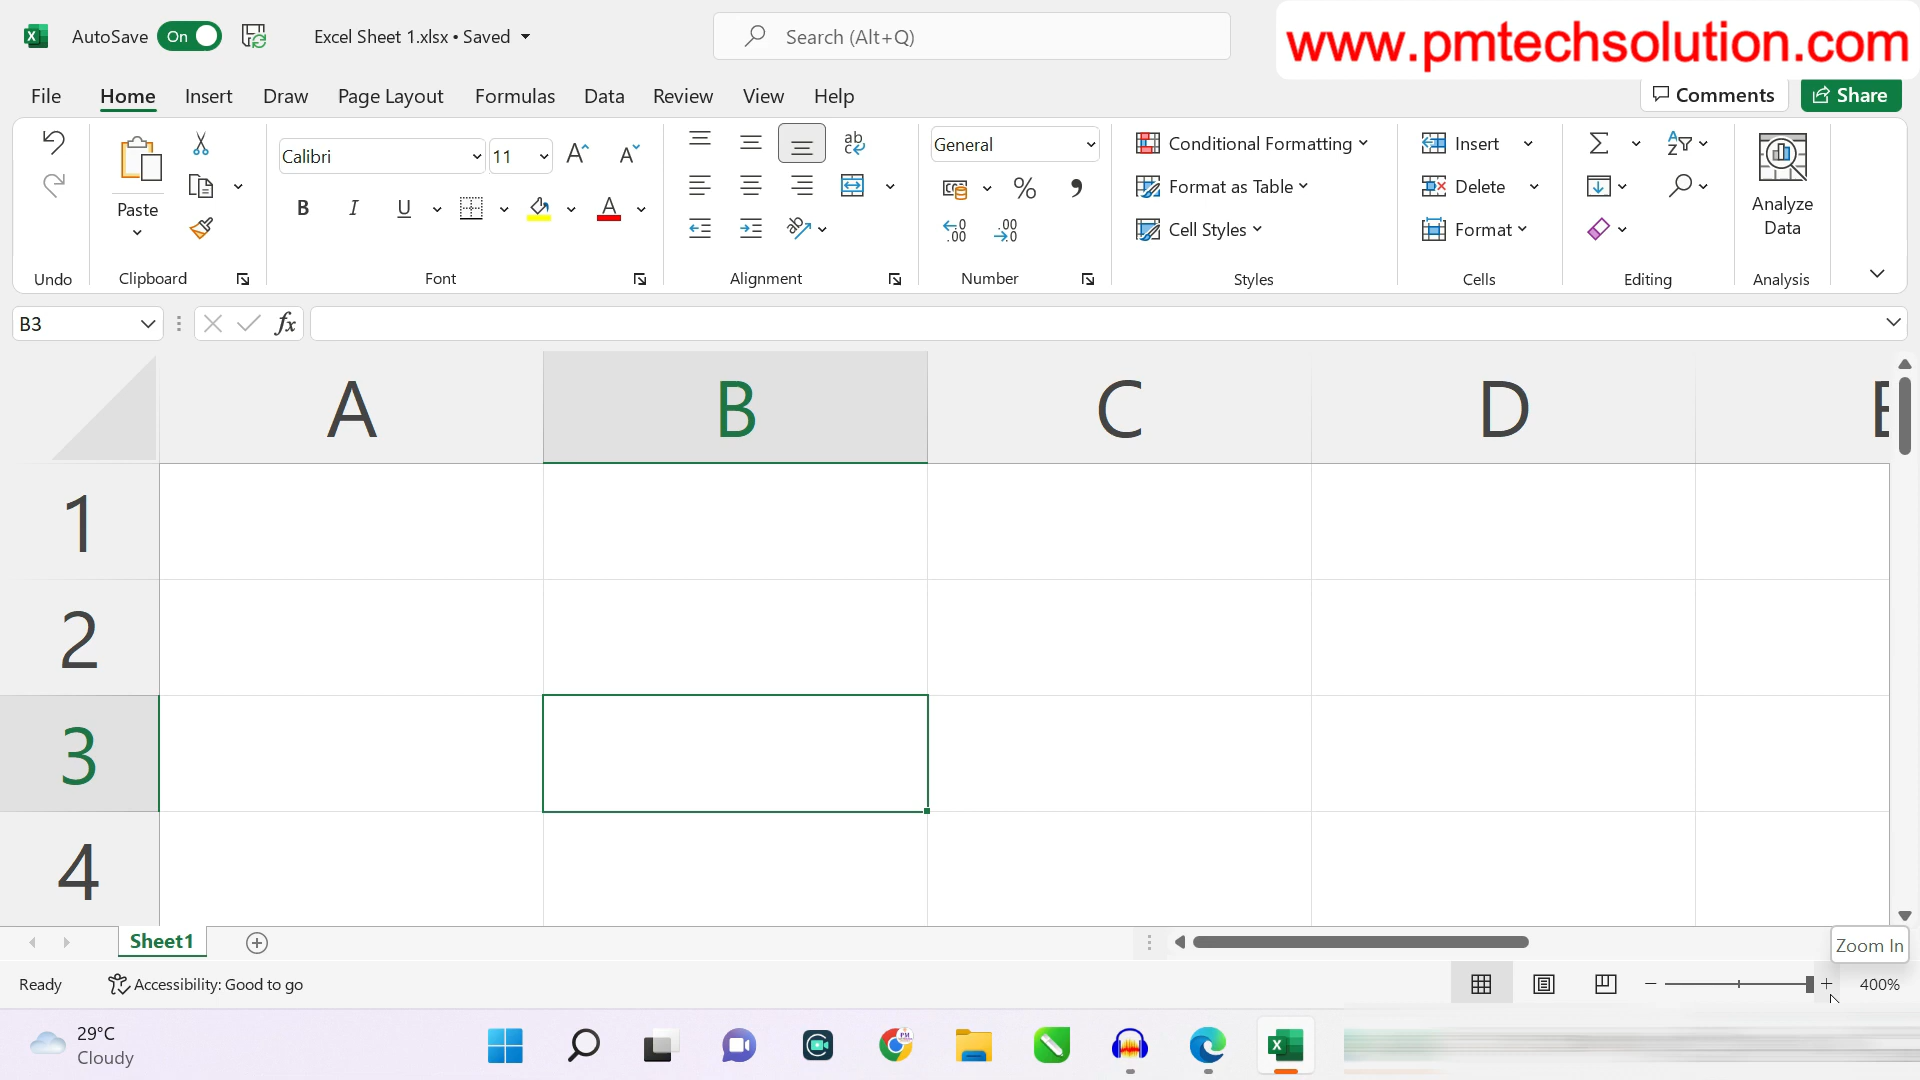 AutoSave On Excel Sheet 1.xlsx • Saved Search (Alt+Q) www.pmtechsolution.com
File Home Insert Draw Page Layout Formulas Data Review View Help Comments Share
Calibri 11 ab General Conditional Formatting Insert
% Format as Table Delete
Paste B I U A Cell Styles Format Analyze Data
Undo Clipboard Font Alignment Number Styles Cells Editing Analysis
B3 fx
A B C D E
1
2
3
4
Sheet1 Zoom In
Ready Accessibility: Good to go 400%
29°C
Cloudy